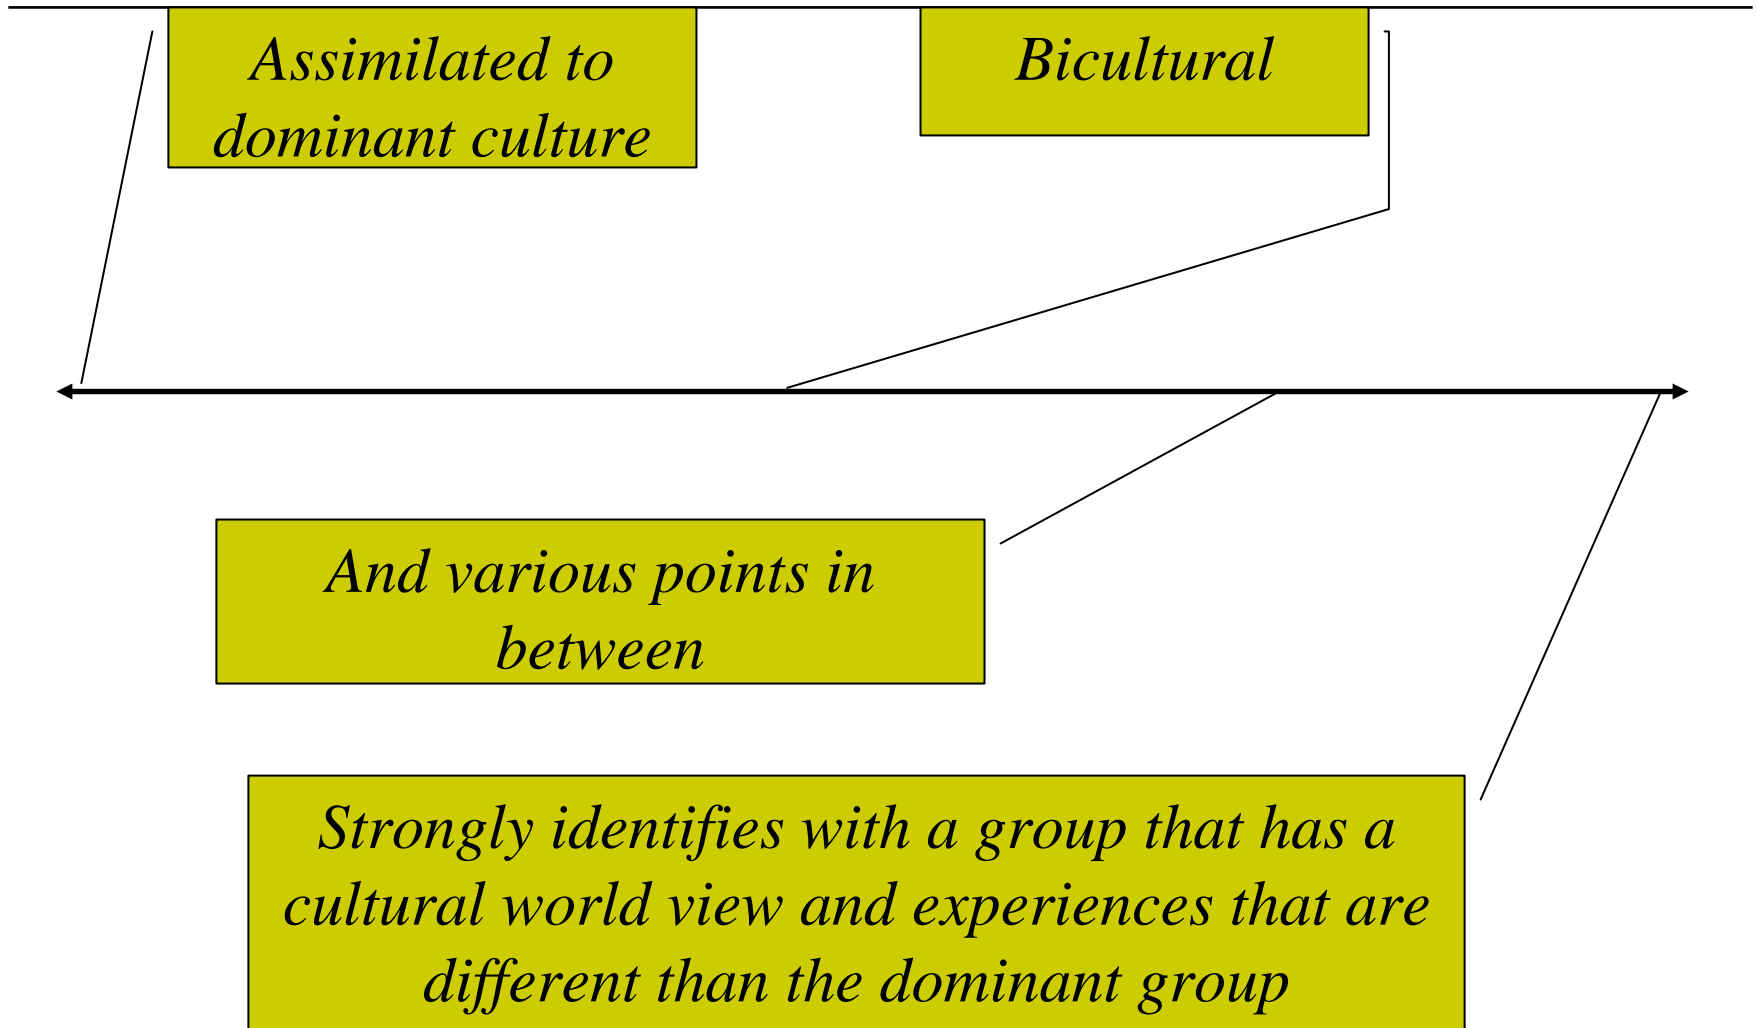 Assimilated to
dominant culture
Bicultural
And various points in
between
Strongly identifies with a group that has a
cultural world view and experiences that are
different than the dominant group